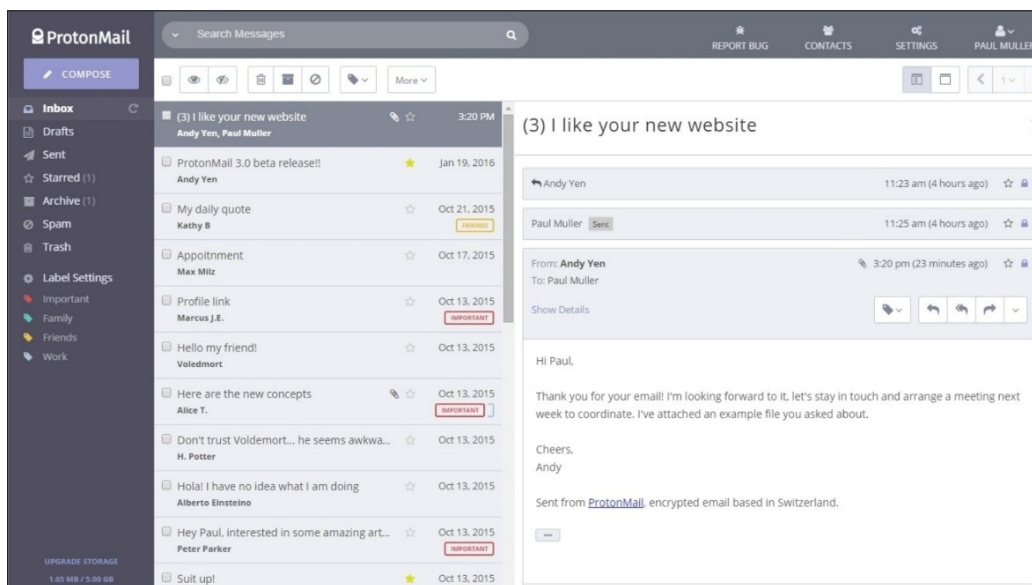 ProtonMail
Search Messages
REPORT BUG
CONTACTS
SETTINGS
PAUL MULLER
COMPOSE
More
1
Inbox
Drafts
Sent
Starred (1)
Archive (1)
Spam
Trash
Label Settings
Important
Family
Friends
Work
UPGRADE STORAGE
1.65 MB / 5.00 GB
(3) I like your new website 3:20 PM
Andy Yen, Paul Muller
ProtonMail 3.0 beta release!! Jan 19, 2016
Andy Yen
My daily quote Oct 21, 2015
Kathy B FRIENDS
Appoitnment Oct 17, 2015
Max Milz
Profile link Oct 13, 2015
Marcus J.E. IMPORTANT
Hello my friend! Oct 13, 2015
Voledmort
Here are the new concepts Oct 13, 2015
Alice T. IMPORTANT
Don't trust Voldemort... he seems awkwa... Oct 13, 2015
H. Potter
Hola! I have no idea what I am doing Oct 13, 2015
Alberto Einsteino
Hey Paul, interested in some amazing art... Oct 13, 2015
Peter Parker IMPORTANT
Suit up! Oct 13, 2015
(3) I like your new website
Andy Yen 11:23 am (4 hours ago)
Paul Muller Sent 11:25 am (4 hours ago)
From: Andy Yen 3:20 pm (23 minutes ago)
To: Paul Muller
Show Details
Hi Paul,
Thank you for your email! I'm looking forward to it, let's stay in touch and arrange a meeting next
week to coordinate. I've attached an example file you asked about.
Cheers,
Andy
Sent from ProtonMail, encrypted email based in Switzerland.